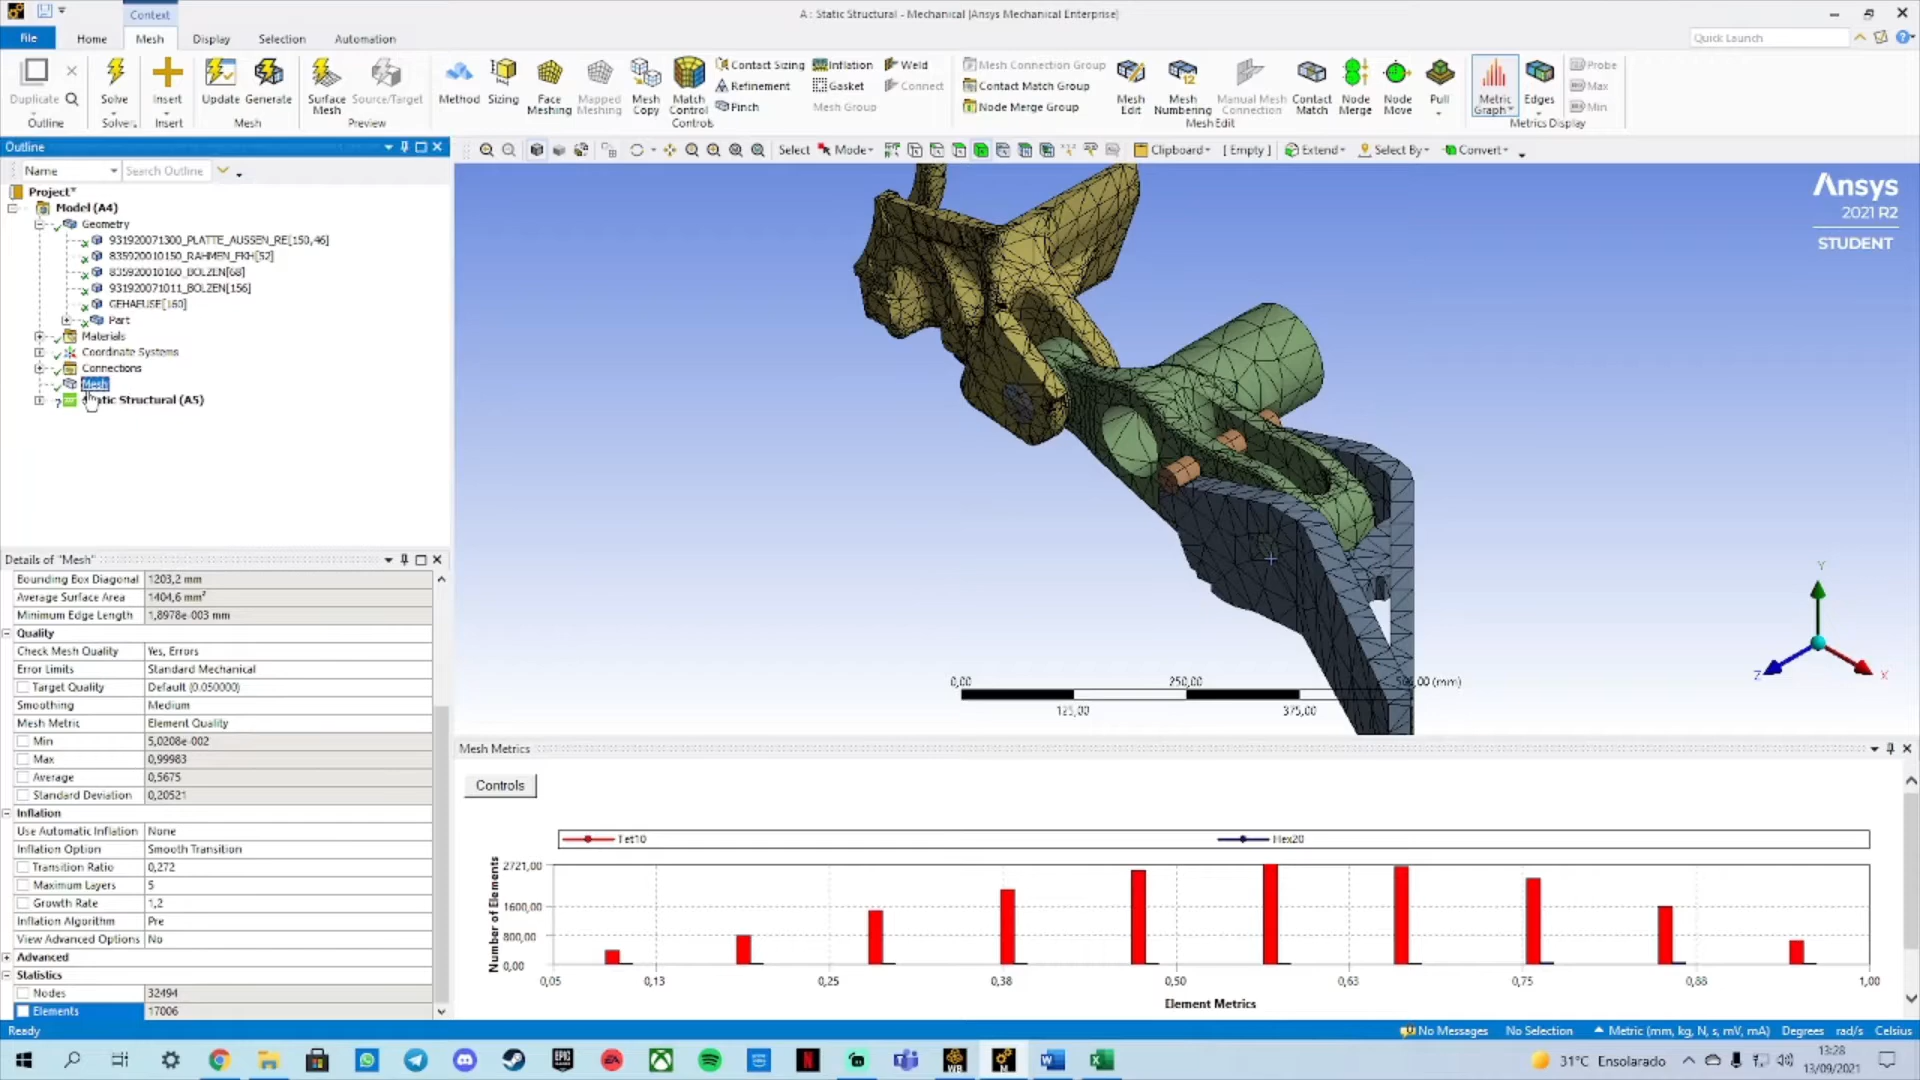 Context
A : Static Structural - Mechanical [Ansys Mechanical Enterprise]
File Home Mesh Display Selection Automation
Quick Launch
Duplicate
Outline
Solve
Solve
Insert
Insert
Update Generate
Mesh
Surface Mesh
Source/Target
Preview
Method Sizing
Face Meshing
Mapped Meshing
Mesh Copy
Match Control
Contact Sizing
Refinement
Pinch
Inflation
Gasket
Mesh Group
Weld
Connect
Controls
Mesh Connection Group
Contact Match Group
Node Merge Group
Mesh Edit
Mesh Numbering
Manual Mesh Connection
Contact Match
Node Merge
Node Move
Pull
Mesh Edit
Metric Graph
Edges
Probe
Max
Min
Metrics Display
Outline
Name Search Outline
Select Mode Clipboard [ Empty ] Extend Select By Convert
Project*
Model (A4)
Geometry
931920071300_PLATTE_AUSSEN_RE[150,46]
835920010150_RAHMEN_FKH[52]
835920010160_BOLZEN[68]
931920071011_BOLZEN[156]
GEHAEUSE[160]
Part
Materials
Coordinate Systems
Connections
Mesh
Static Structural (A5)
Ansys
2021 R2
STUDENT
Details of "Mesh"
Bounding Box Diagonal 1203,2 mm
Average Surface Area 1404,6 mm²
Minimum Edge Length 1,8978e-003 mm
Quality
Check Mesh Quality Yes, Errors
Error Limits Standard Mechanical
Target Quality Default (0.050000)
Smoothing Medium
Mesh Metric Element Quality
Min 5,0208e-002
Max 0,99983
Average 0,5675
Standard Deviation 0,20521
Inflation
Use Automatic Inflation None
Inflation Option Smooth Transition
Transition Ratio 0,272
Maximum Layers 5
Growth Rate 1,2
Inflation Algorithm Pre
View Advanced Options No
Advanced
Statistics
Nodes 32494
Elements 17006
0,00 250,00 500,00 (mm)
125,00 375,00
Y
Z X
Mesh Metrics
Controls
Tet10 Hex20
Number of Elements
2721,00
1600,00
800,00
0,00
0,05 0,13 0,25 0,38 0,50 0,63 0,75 0,88 1,00
Element Metrics
Ready
No Messages No Selection Metric (mm, kg, N, s, mV, mA) Degrees rad/s Celsius
31°C Ensolarado
13:28
13/09/2021